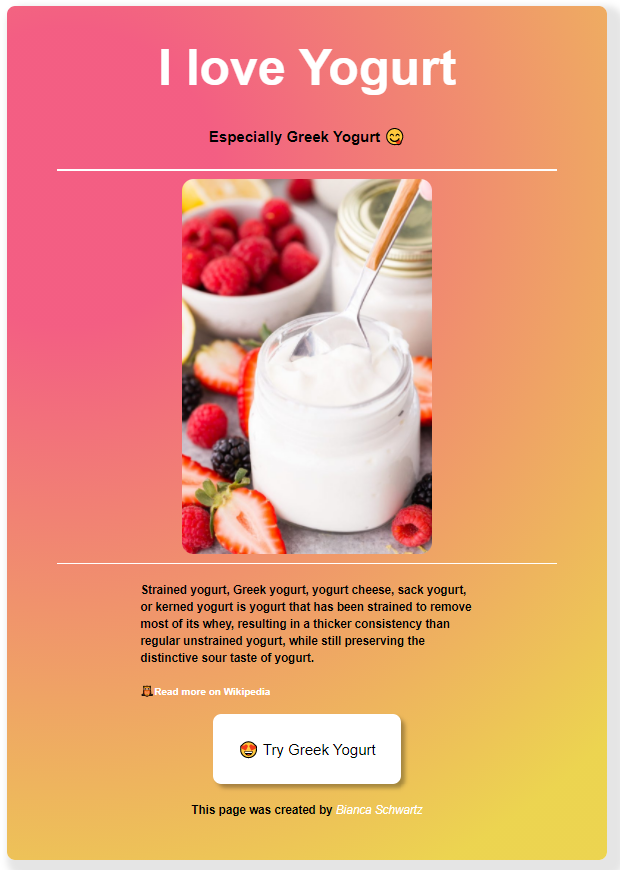 I love Yogurt
Especially Greek Yogurt 😋
Strained yogurt, Greek yogurt, yogurt cheese, sack yogurt,
or kerned yogurt is yogurt that has been strained to remove
most of its whey, resulting in a thicker consistency than
regular unstrained yogurt, while still preserving the
distinctive sour taste of yogurt.
Read more on Wikipedia
😍 Try Greek Yogurt
This page was created by Bianca Schwartz